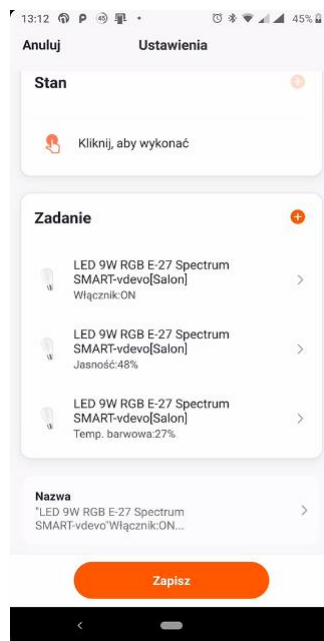 13:12 45%
Anuluj Ustawienia
Stan
Kliknij, aby wykonać
Zadanie
LED 9W RGB E-27 Spectrum
SMART-vdevo[Salon]
Włącznik:ON
LED 9W RGB E-27 Spectrum
SMART-vdevo[Salon]
Jasność:48%
LED 9W RGB E-27 Spectrum
SMART-vdevo[Salon]
Temp. barwowa:27%
Nazwa
"LED 9W RGB E-27 Spectrum
SMART-vdevo"Włącznik:ON...
Zapisz